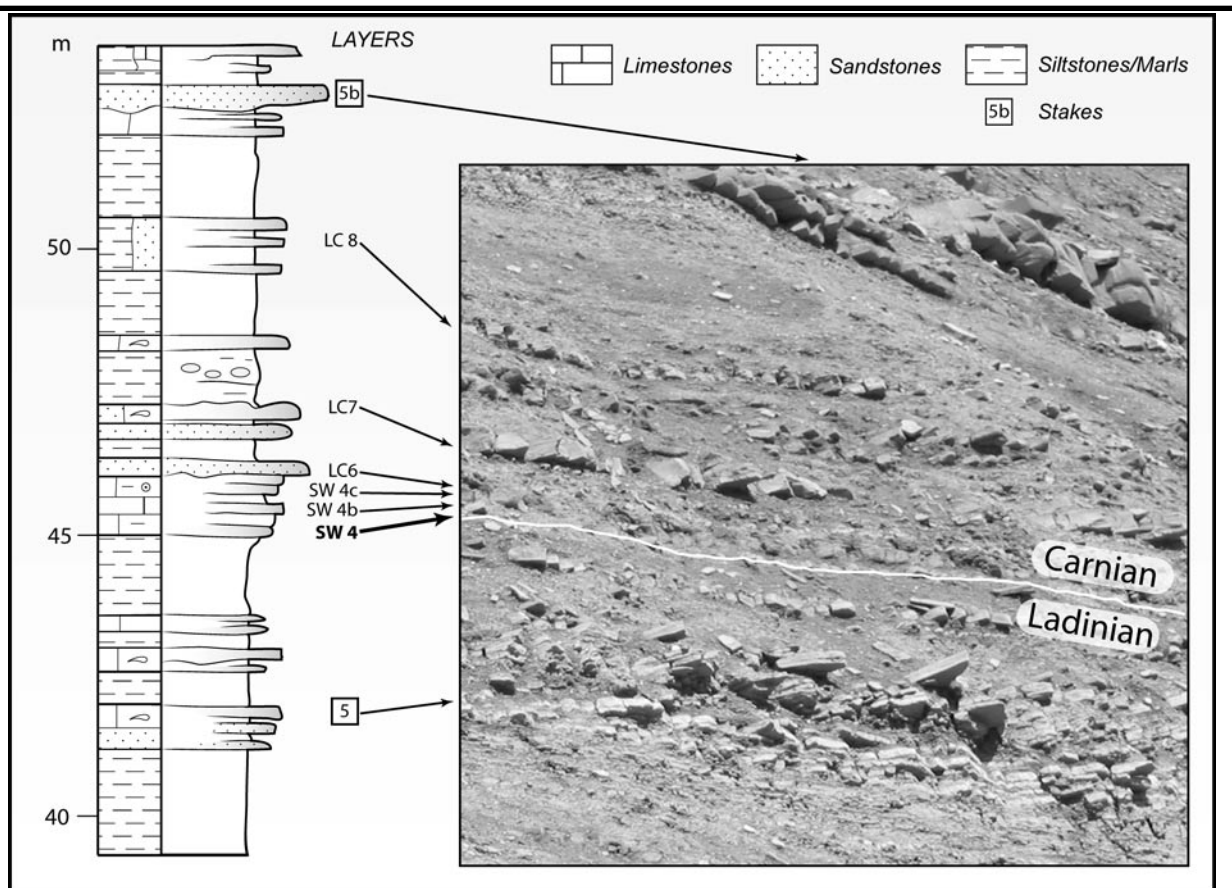 m
LAYERS
Limestones
Sandstones
Siltstones/Marls
5b
5b Stakes
50
LC 8
LC7
LC6
SW 4c
SW 4b
SW 4
45
Carnian
Ladinian
5
40